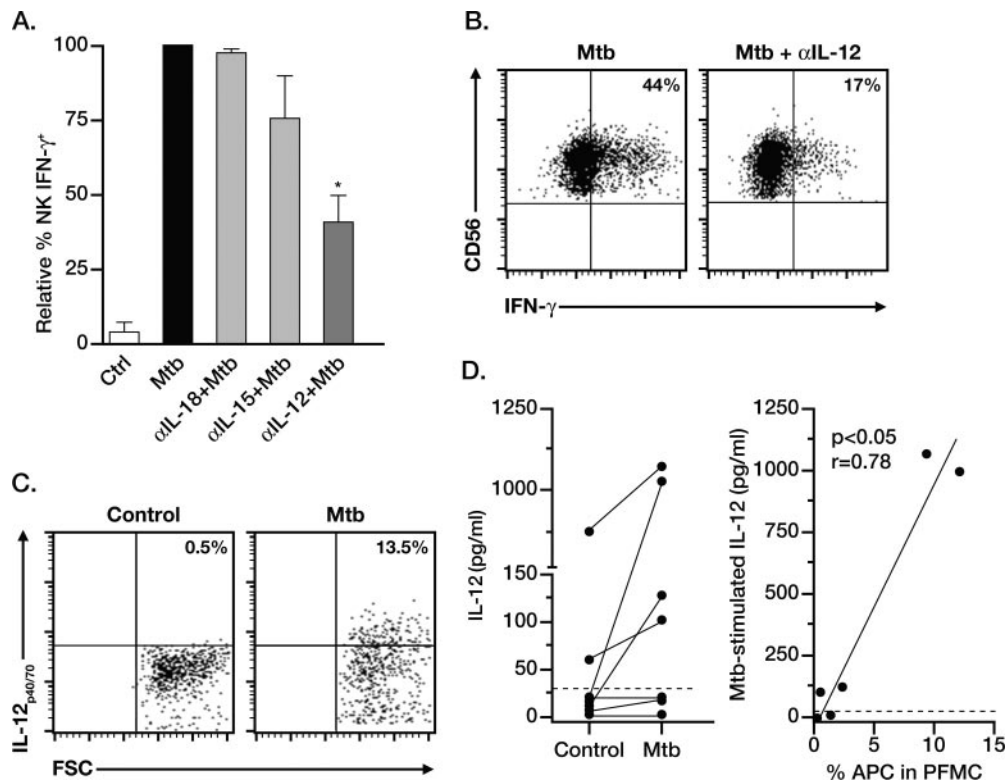 A.
Relative % NK IFN-γ+
100
75
50
25
0
*
Ctrl
Mtb
αIL-18+Mtb
αIL-15+Mtb
αIL-12+Mtb
B.
Mtb
Mtb + αIL-12
44%
17%
CD56
IFN-γ
C.
Control
Mtb
0.5%
13.5%
IL-12p40/70
FSC
D.
IL-12 (pg/ml)
1250
1000
150
100
50
0
Control
Mtb
Mtb-stimulated IL-12 (pg/ml)
1250
1000
750
500
250
0
p<0.05
r=0.78
0
5
10
15
% APC in PFMC